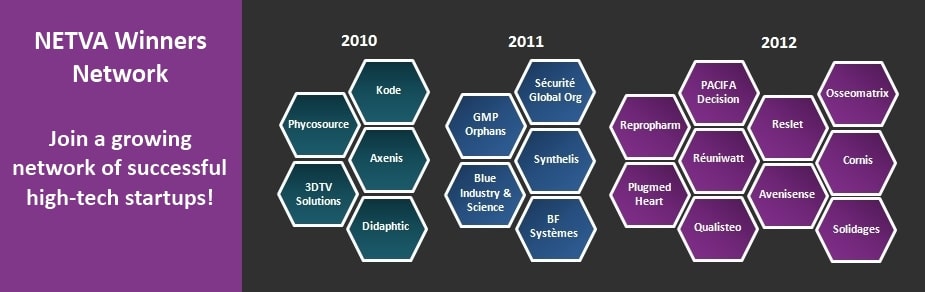 NETVA Winners
Network
Join a growing
network of successful
high-tech startups!
2010
Kode
Phycosource
Axenis
3DTV
Solutions
Didaphtic
2011
Sécurité
Global Org
GMP
Orphans
Synthelis
Blue
Industry &
Science
BF
Systèmes
2012
PACIFA
Decision
Osseomatrix
Repropharm
Reslet
Réuniwatt
Cornis
Plugmed
Heart
Avenisense
Qualisteo
Solidages